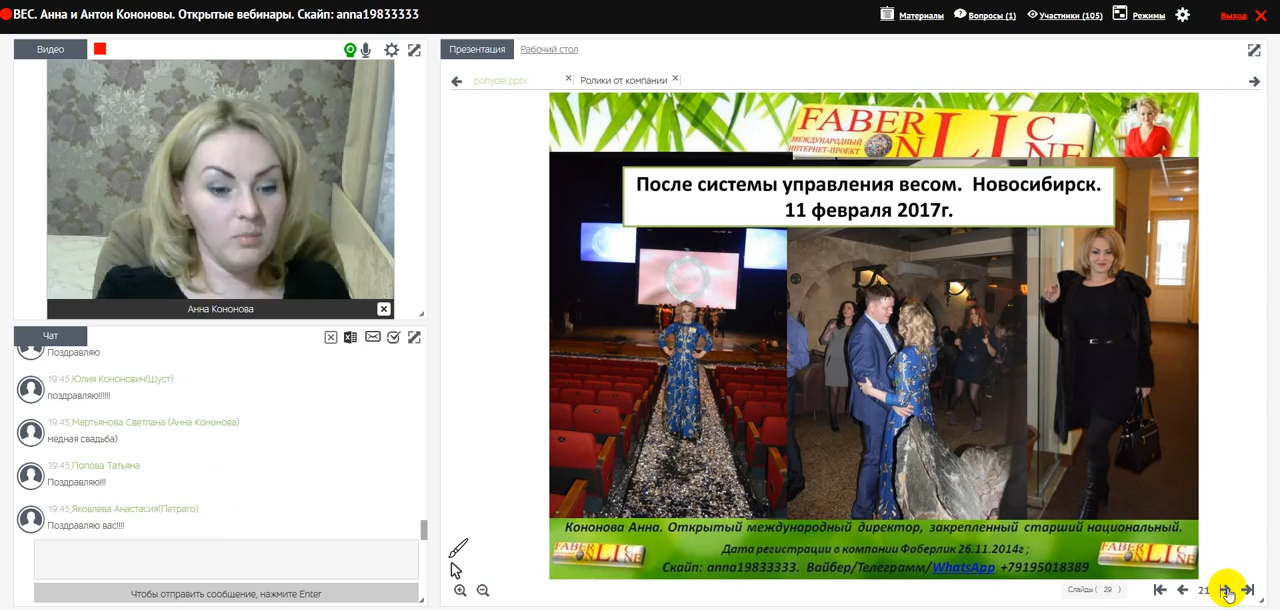 ВЕС. Анна и Антон Кононовы. Открытые вебинары. Скайп: anna19833333
Материалы
Вопросы (1)
Участники (105)
Режимы
Выход
Видео
Анна Кононова
Чат
Поздравляю
19:45,Юлия Кононович(Шуст)
поздравляю!!!!!!
19:45,Мартьянова Светлана (Анна Кононова)
медная свадьба)
19:45,Попова Татьяна
Поздравляю!!!
19:45,Яковлева Анастасия(Петраго)
Поздравляю вас!!!!
Чтобы отправить сообщение, нажмите Enter
Презентация
Рабочий стол
pohydei.pptx
Ролики от компании
FABERLIC
ONLINE
МЕЖДУНАРОДНЫЙ
ИНТЕРНЕТ-ПРОЕКТ
После системы управления весом. Новосибирск.
11 февраля 2017г.
Кононова Анна. Открытый международный директор, закрепленный старший национальный.
Дата регистрации в компании Фаберлик 26.11.2014г;
Скайп: anna19833333. Вайбер/Телеграмм/WhatsApp +79195018389
FABERLIC
ONLINE
FABERLIC
ONLINE
Слайды ( 29 )
21